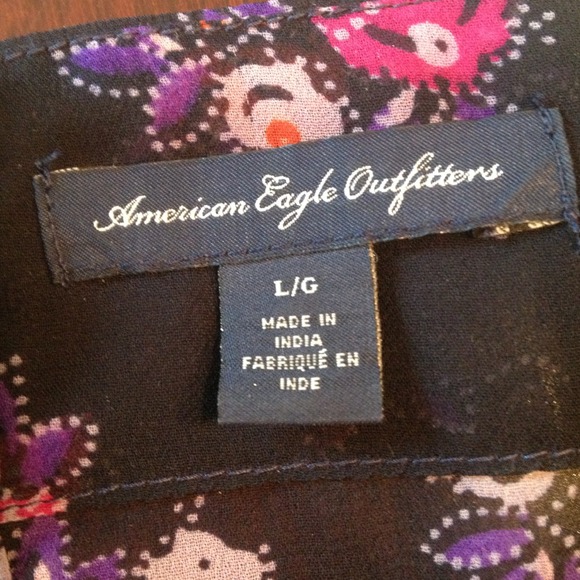 American Eagle Outfitters
L/G
MADE IN
INDIA
FABRIQUÉ EN
INDE